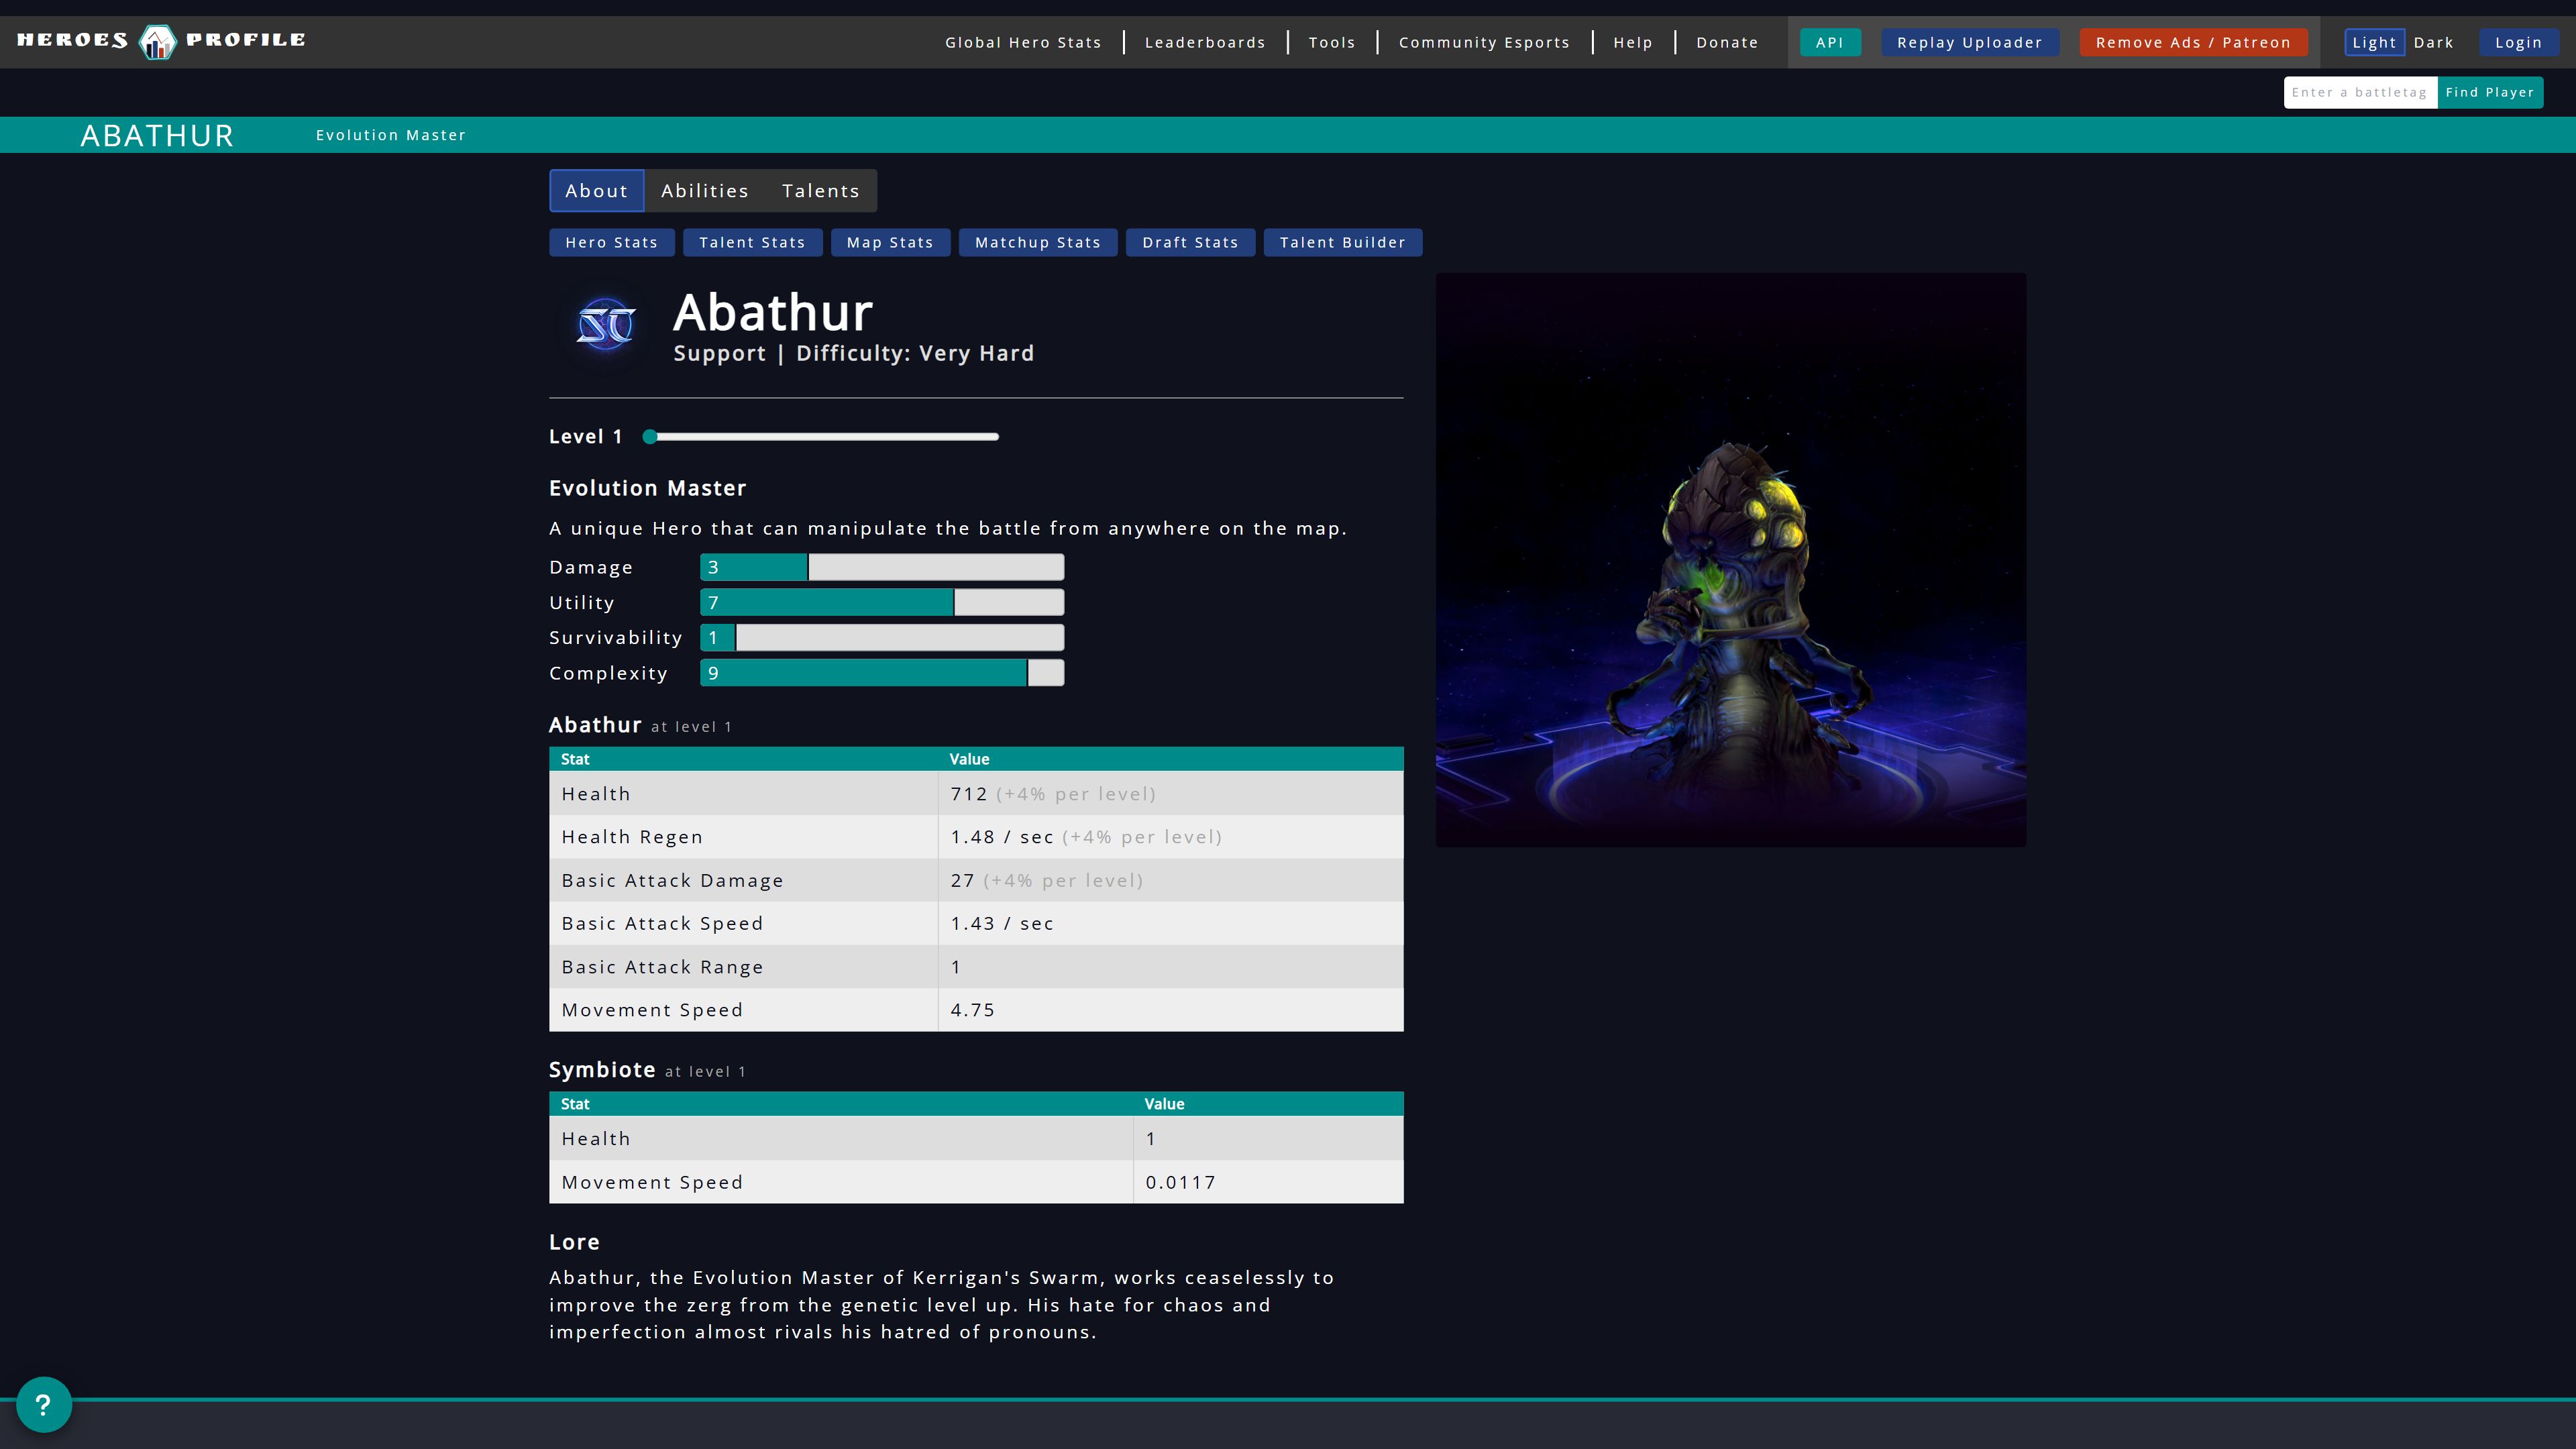 HEROES PROFILE
Global Hero Stats
Leaderboards
Tools
Community Esports
Help
Donate
API
Replay Uploader
Remove Ads / Patreon
Light
Dark
Login
Enter a battletag
Find Player
ABATHUR
Evolution Master
About
Abilities
Talents
Hero Stats
Talent Stats
Map Stats
Matchup Stats
Draft Stats
Talent Builder
SC
Abathur
Support | Difficulty: Very Hard
Level 1
Evolution Master
A unique Hero that can manipulate the battle from anywhere on the map.
Damage 3
Utility 7
Survivability 1
Complexity 9
Abathur at level 1
Stat Value
Health 712 (+4% per level)
Health Regen 1.48 / sec (+4% per level)
Basic Attack Damage 27 (+4% per level)
Basic Attack Speed 1.43 / sec
Basic Attack Range 1
Movement Speed 4.75
Symbiote at level 1
Stat Value
Health 1
Movement Speed 0.0117
Lore
Abathur, the Evolution Master of Kerrigan's Swarm, works ceaselessly to
improve the zerg from the genetic level up. His hate for chaos and
imperfection almost rivals his hatred of pronouns.
?